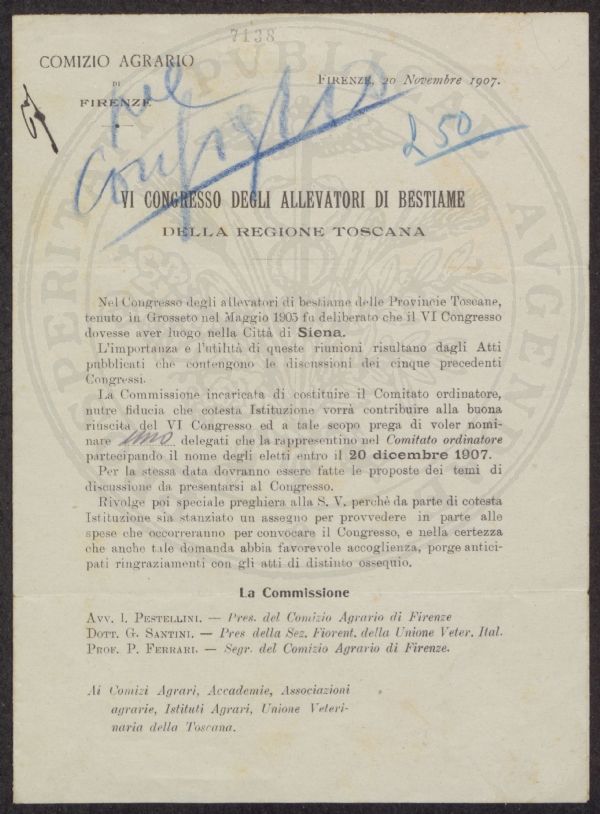 7138
COMIZIO AGRARIO
DI
FIRENZE
FIRENZE, 20 Novembre 1907.
pel
Consiglio
£ 50
VI CONGRESSO DEGLI ALLEVATORI DI BESTIAME
DELLA REGIONE TOSCANA
Nel Congresso degli allevatori di bestiame delle Provincie Toscane,
tenuto in Grosseto nel Maggio 1905 fu deliberato che il VI Congresso
dovesse aver luogo nella Città di Siena.
L'importanza e l'utilità di queste riunioni risultano dagli Atti
pubblicati che contengono le discussioni dei cinque precedenti
Congressi.
La Commissione incaricata di costituire il Comitato ordinatore,
nutre fiducia che cotesta Istituzione vorrà contribuire alla buona
riuscita del VI Congresso ed a tale scopo prega di voler nomi-
nare uno delegati che la rappresentino nel Comitato ordinatore
partecipando il nome degli eletti entro il 20 dicembre 1907.
Per la stessa data dovranno essere fatte le proposte dei temi di
discussione da presentarsi al Congresso.
Rivolge poi speciale preghiera alla S. V. perchè da parte di cotesta
Istituzione sia stanziato un assegno per provvedere in parte alle
spese che occorreranno per convocare il Congresso, e nella certezza
che anche tale domanda abbia favorevole accoglienza, porge antici-
pati ringraziamenti con gli atti di distinto ossequio.
La Commissione
AVV. I. PESTELLINI. — Pres. del Comizio Agrario di Firenze
DOTT. G. SANTINI. — Pres della Sez. Fiorent. della Unione Veter. Ital.
PROF. P. FERRARI. — Segr. del Comizio Agrario di Firenze.
Ai Comizi Agrari, Accademie, Associazioni
agrarie, Istituti Agrari, Unione Veteri-
naria della Toscana.